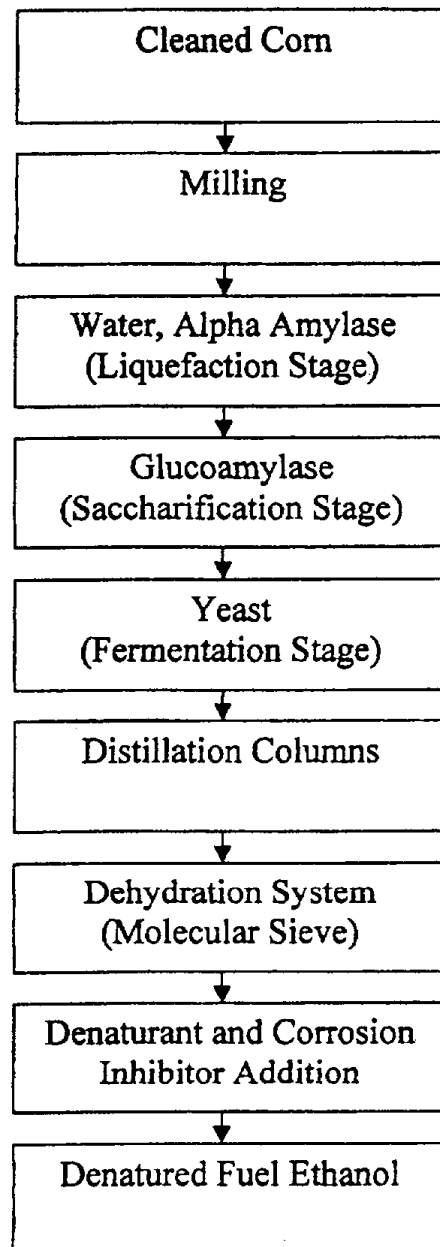 Cleaned Corn
Milling
Water, Alpha Amylase
(Liquefaction Stage)
Glucoamylase
(Saccharification Stage)
Yeast
(Fermentation Stage)
Distillation Columns
Dehydration System
(Molecular Sieve)
Denaturant and Corrosion
Inhibitor Addition
Denatured Fuel Ethanol